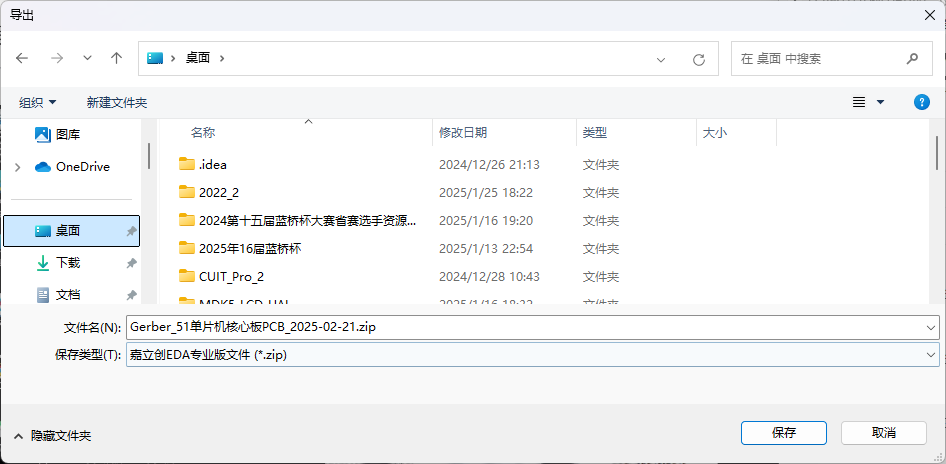 导出
桌面
在 桌面 中搜索
组织 新建文件夹
图库
OneDrive
桌面
下载
文档
名称 修改日期 类型 大小
.idea 2024/12/26 21:13 文件夹
2022_2 2025/1/25 18:22 文件夹
2024第十五届蓝桥杯大赛省赛选手资源... 2025/1/16 19:20 文件夹
2025年16届蓝桥杯 2025/1/13 22:54 文件夹
CUIT_Pro_2 2024/12/28 10:43 文件夹
MDK5_LCD_HAL 2025/1/16 18:22 文件夹
文件名(N): Gerber_51单片机核心板PCB_2025-02-21.zip
保存类型(T): 嘉立创EDA专业版文件 (*.zip)
隐藏文件夹 保存 取消